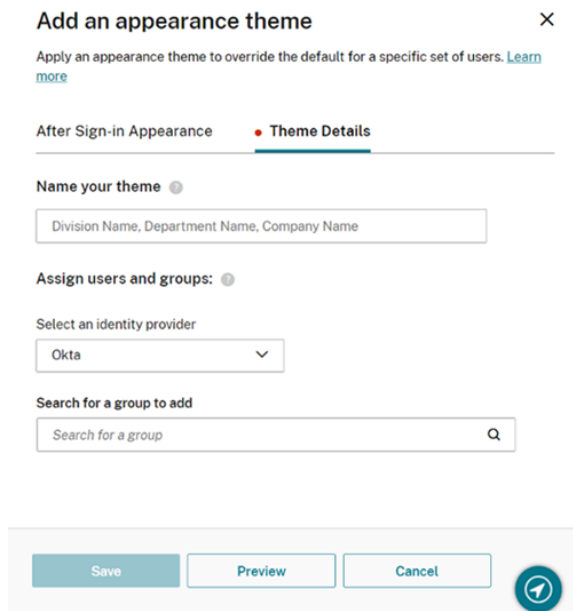 Add an appearance theme
Apply an appearance theme to override the default for a specific set of users. Learn
more
After Sign-in Appearance
Theme Details
Name your theme ?
Division Name, Department Name, Company Name
Assign users and groups: ?
Select an identity provider
Okta
Search for a group to add
Search for a group
Save
Preview
Cancel